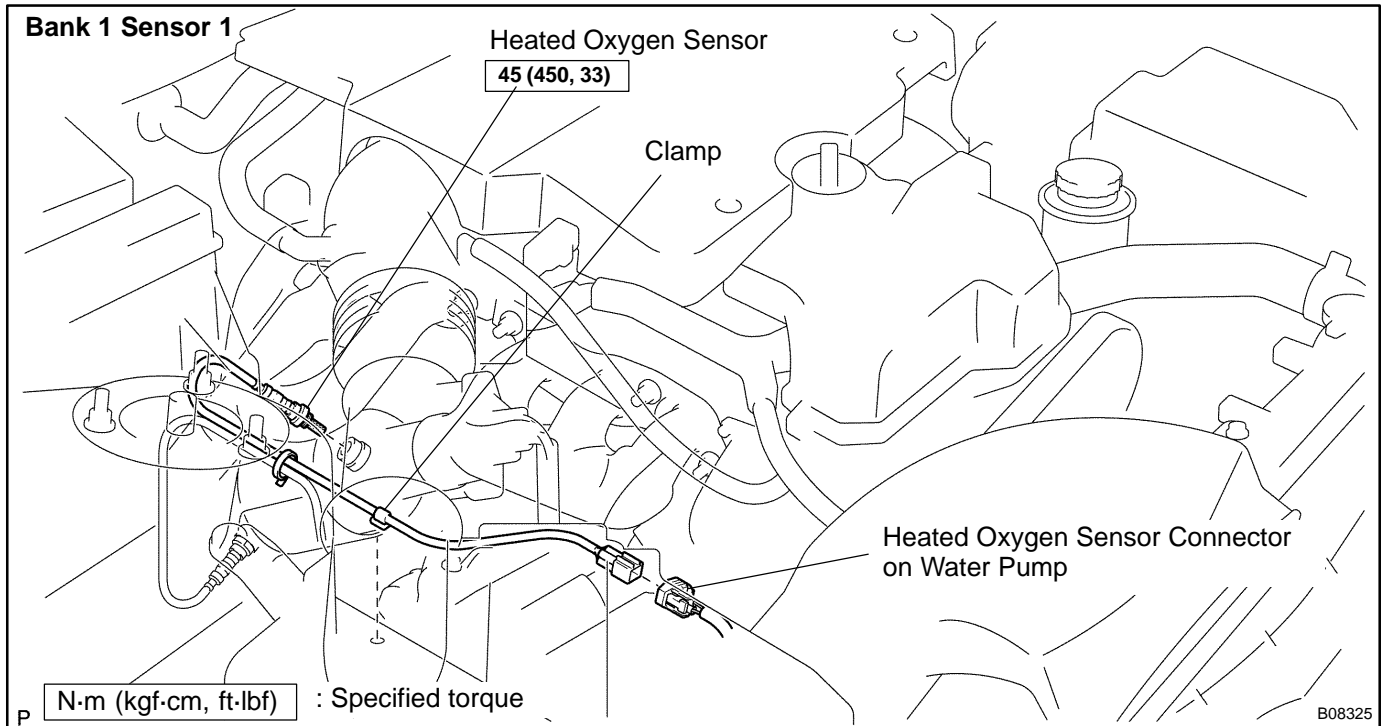 Bank 1 Sensor 1
Heated Oxygen Sensor
45 (450, 33)
Clamp
Heated Oxygen Sensor Connector
on Water Pump
N·m (kgf·cm, ft·lbf) : Specified torque
P
B08325